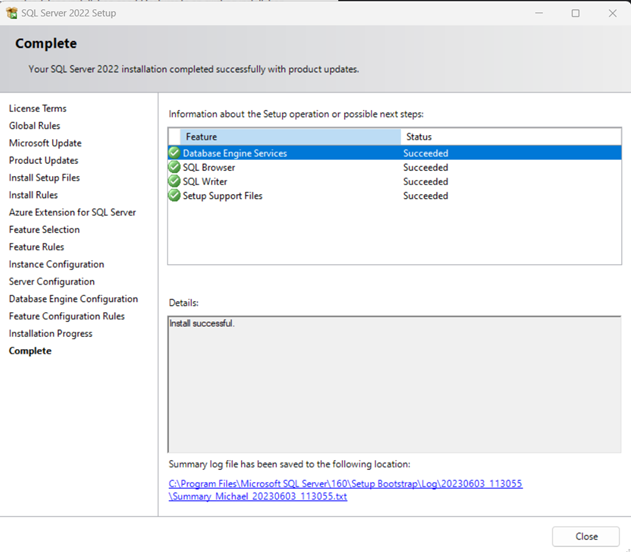 SQL Server 2022 Setup
Complete
Your SQL Server 2022 installation completed successfully with product updates.
License Terms
Global Rules
Microsoft Update
Product Updates
Install Setup Files
Install Rules
Azure Extension for SQL Server
Feature Selection
Feature Rules
Instance Configuration
Server Configuration
Database Engine Configuration
Feature Configuration Rules
Installation Progress
Complete
Information about the Setup operation or possible next steps:
Feature Status
Database Engine Services Succeeded
SQL Browser Succeeded
SQL Writer Succeeded
Setup Support Files Succeeded
Details:
Install successful.
Summary log file has been saved to the following location:
C:\Program Files\Microsoft SQL Server\160\Setup Bootstrap\Log\20230603_113055
\Summary_Michael_20230603_113055.txt
Close